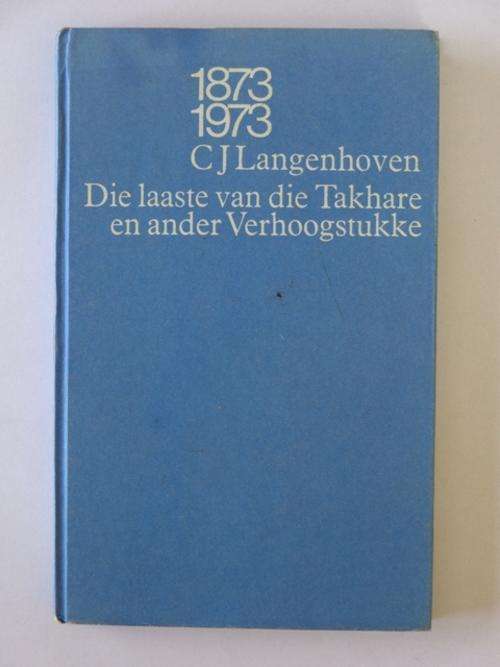 1873
1973
C J Langenhoven
Die laaste van die Takhare
en ander Verhoogstukke